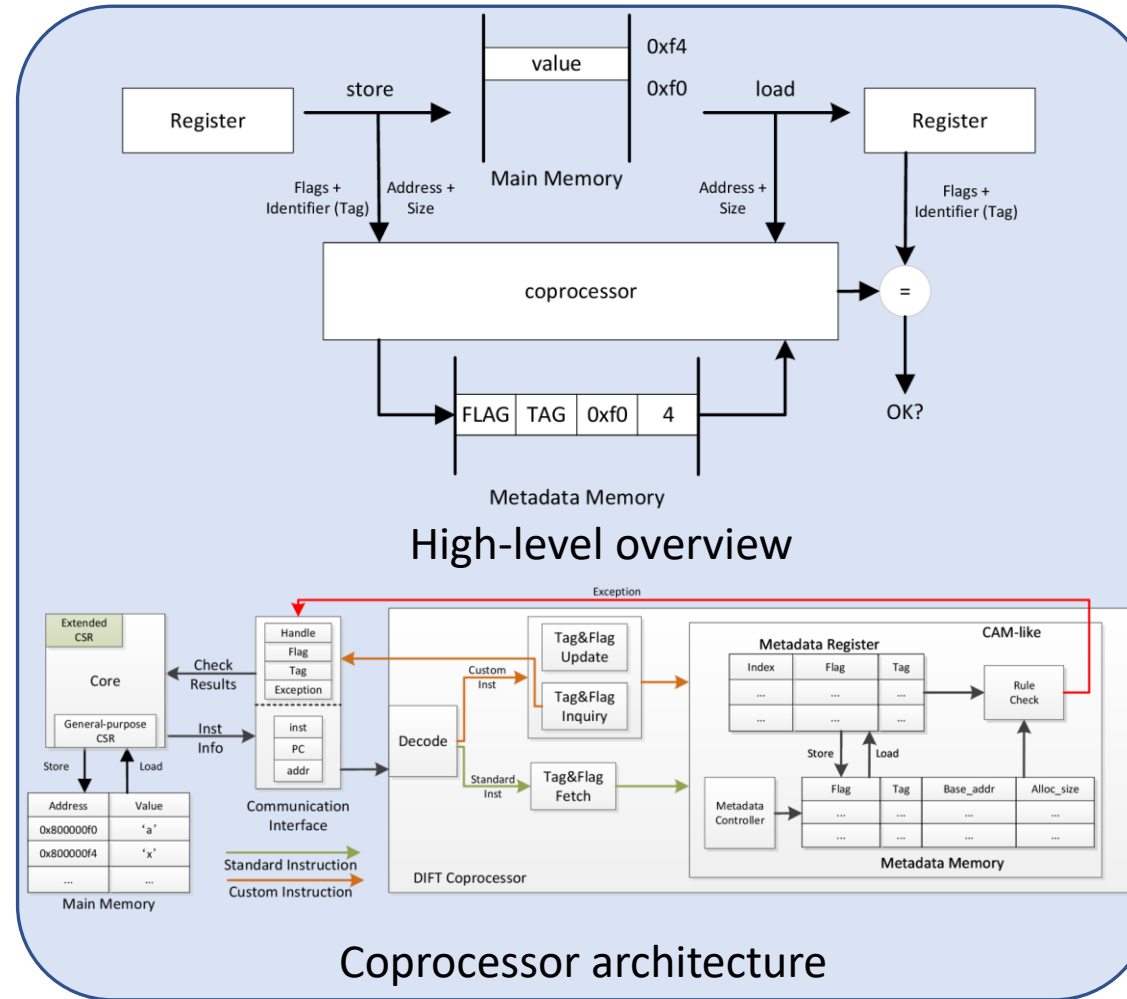 0xf4
value
0xf0
store
load
Register
Register
Main Memory
Flags +
Identifier (Tag)
Address +
Size
Address +
Size
Flags +
Identifier (Tag)
coprocessor
=
OK?
FLAG TAG 0xf0 4
Metadata Memory
High-level overview
Exception
Extended
CSR
Core
General-purpose
CSR
Check
Results
Inst
Info
Store
Load
Address Value
0x800000f0 ‘a’
0x800000f4 ‘x’
... ...
Main Memory
Handle
Flag
Tag
Exception
inst
PC
addr
Communication
Interface
Standard Instruction
Custom Instruction
Decode
Custom
Inst
Standard
Inst
Tag&Flag
Update
Tag&Flag
Inquiry
Tag&Flag
Fetch
DIFT Coprocessor
CAM-like
Metadata Register
Index Flag Tag
... ... ...
... ... ...
Rule
Check
Store
Load
Metadata
Controller
Flag Tag Base_addr Alloc_size
... ... ... ...
... ... ... ...
Metadata Memory
Coprocessor architecture